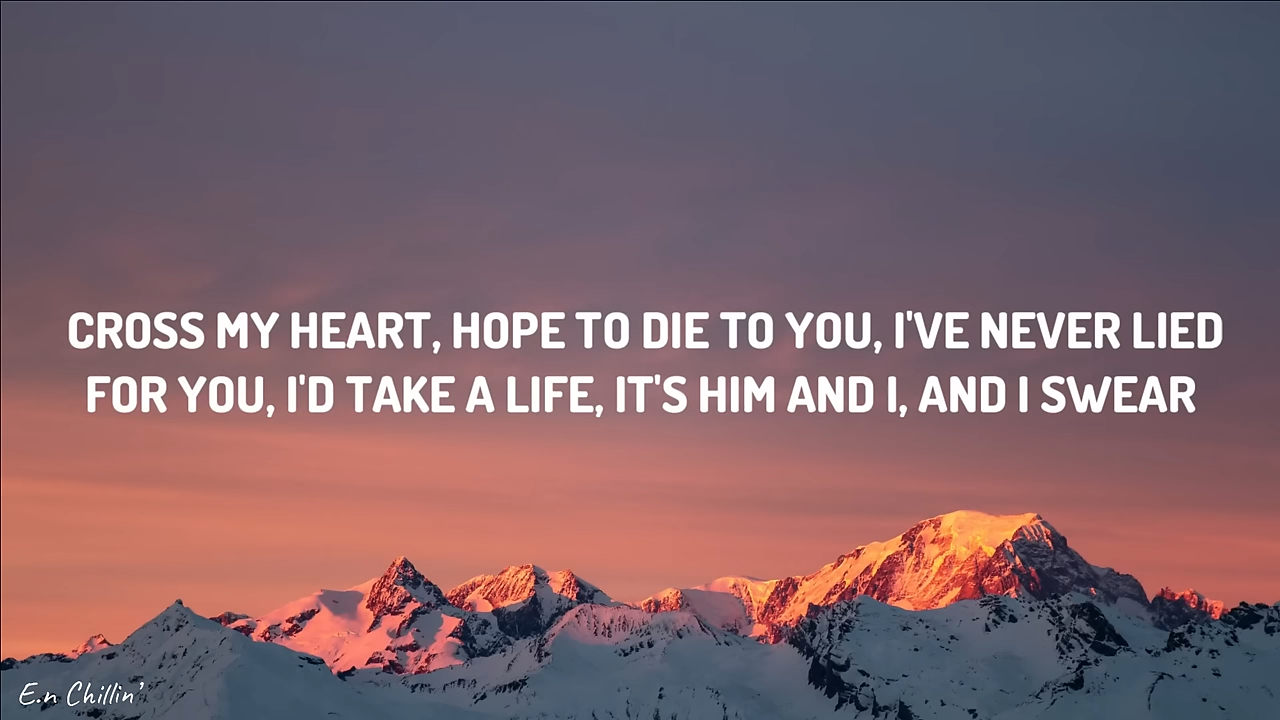 CROSS MY HEART, HOPE TO DIE TO YOU, I'VE NEVER LIED
FOR YOU, I'D TAKE A LIFE, IT'S HIM AND I, AND I SWEAR
E.n Chillin'